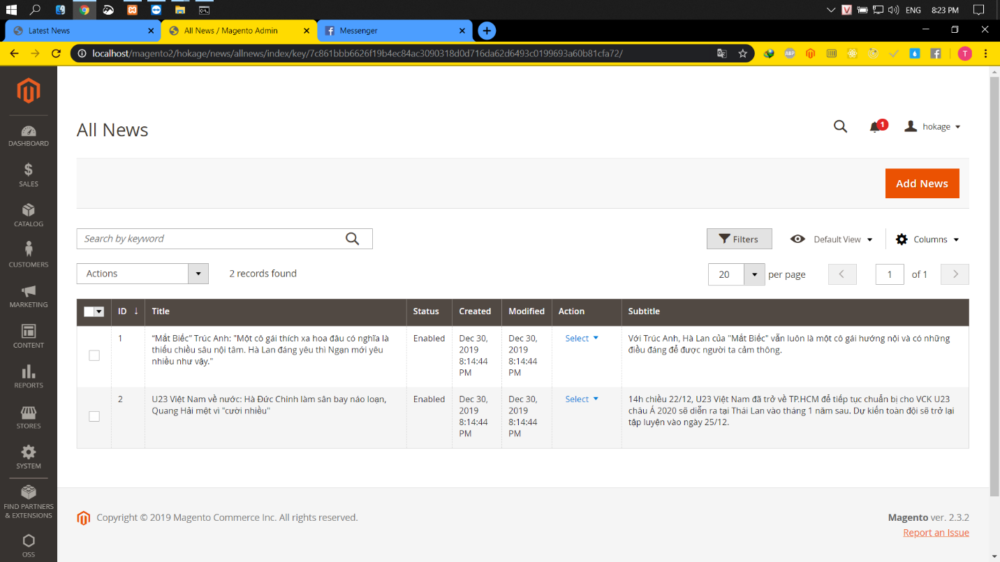 ENG
8:23 PM
Latest News
All News / Magento Admin
Messenger
localhost/magento2/hokage/news/allnews/index/key/7c861bbb6626f19b4ec84ac3090318d0d716da62d6493c0199693a60b81cfa72/
ABP
T
All News
1
hokage
DASHBOARD
SALES
CATALOG
CUSTOMERS
MARKETING
CONTENT
REPORTS
STORES
SYSTEM
FIND PARTNERS
& EXTENSIONS
OSS
Add News
Search by keyword
Filters
Default View
Columns
Actions
2 records found
20
per page
1
of 1
ID ↓ Title Status Created Modified Action Subtitle
1
“Mắt Biếc” Trúc Anh: "Một cô gái thích xa hoa đâu có nghĩa là
thiếu chiều sâu nội tâm. Hà Lan đáng yêu thì Ngạn mới yêu
nhiều như vậy."
Enabled
Dec 30,
2019
8:14:44
PM
Dec 30,
2019
8:14:44
PM
Select
Với Trúc Anh, Hà Lan của "Mắt Biếc" vẫn luôn là một cô gái hướng nội và có những
điều đáng để được người ta cảm thông.
2
U23 Việt Nam về nước: Hà Đức Chinh làm sân bay náo loạn,
Quang Hải mệt vì "cười nhiều"
Enabled
Dec 30,
2019
8:14:44
PM
Dec 30,
2019
8:14:44
PM
Select
14h chiều 22/12, U23 Việt Nam đã trở về TP.HCM để tiếp tục chuẩn bị cho VCK U23
châu Á 2020 sẽ diễn ra tại Thái Lan vào tháng 1 năm sau. Dự kiến toàn đội sẽ trở lại
tập luyện vào ngày 25/12.
Copyright © 2019 Magento Commerce Inc. All rights reserved.
Magento ver. 2.3.2
Report an Issue